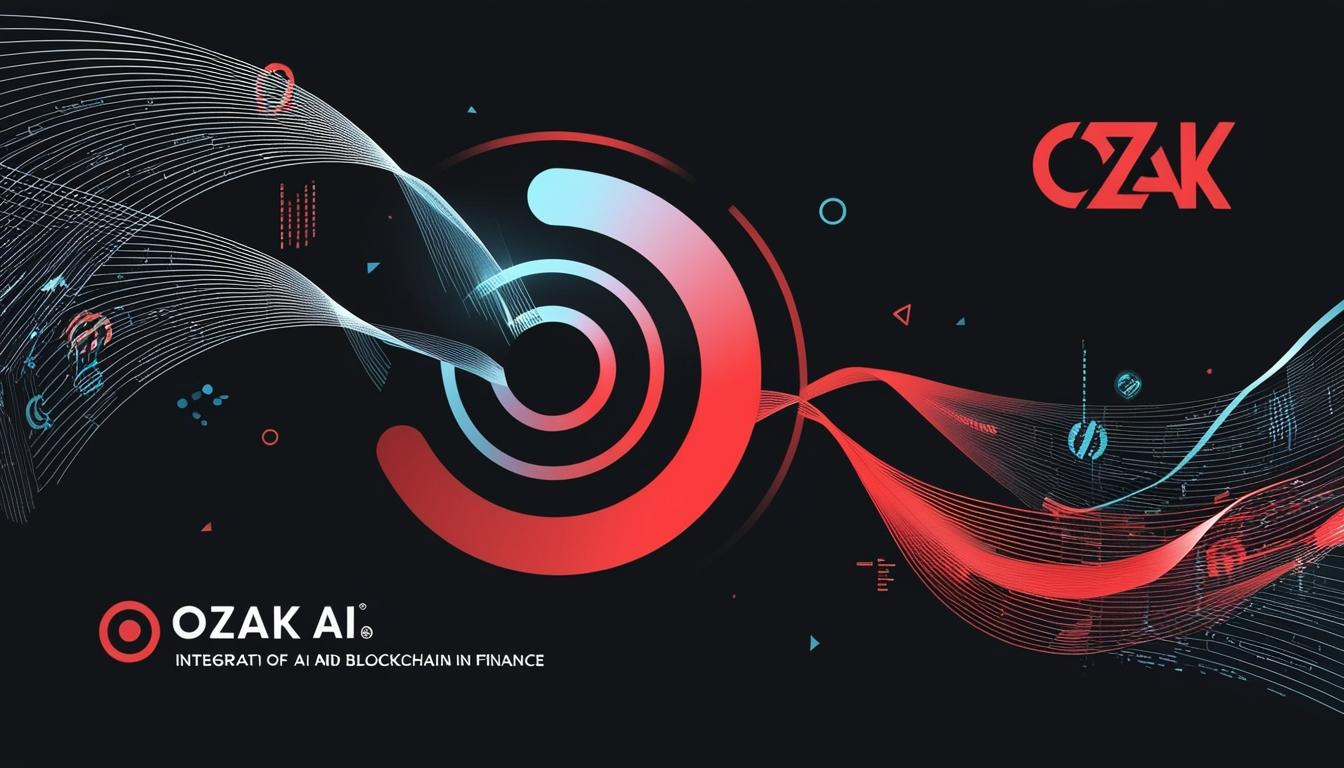 OZAK
OZAK AI
INTEGRATI OF AI AID BLOCKCHAIN IN FINANCE